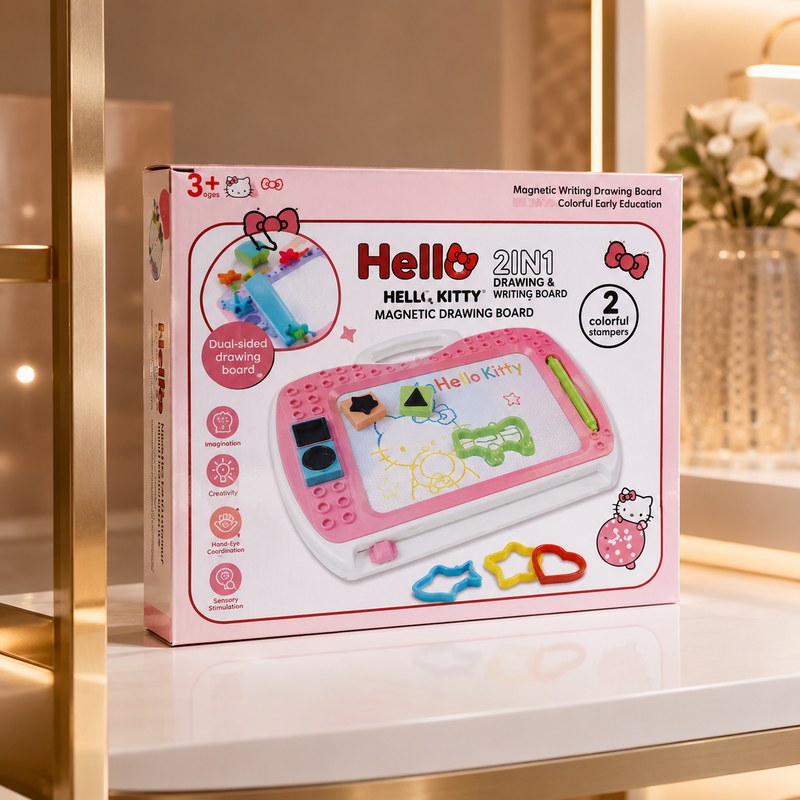 3+
ages
Magnetic Writing Drawing Board
Colorful Early Education
Hello
2IN1
DRAWING &
WRITING BOARD
HELLO KITTY
MAGNETIC DRAWING BOARD
2
colorful
stampers
Dual-sided
drawing
board
Hello Kitty
Imagination
Creativity
Hand-Eye
Coordination
Sensory
Stimulation
Hello